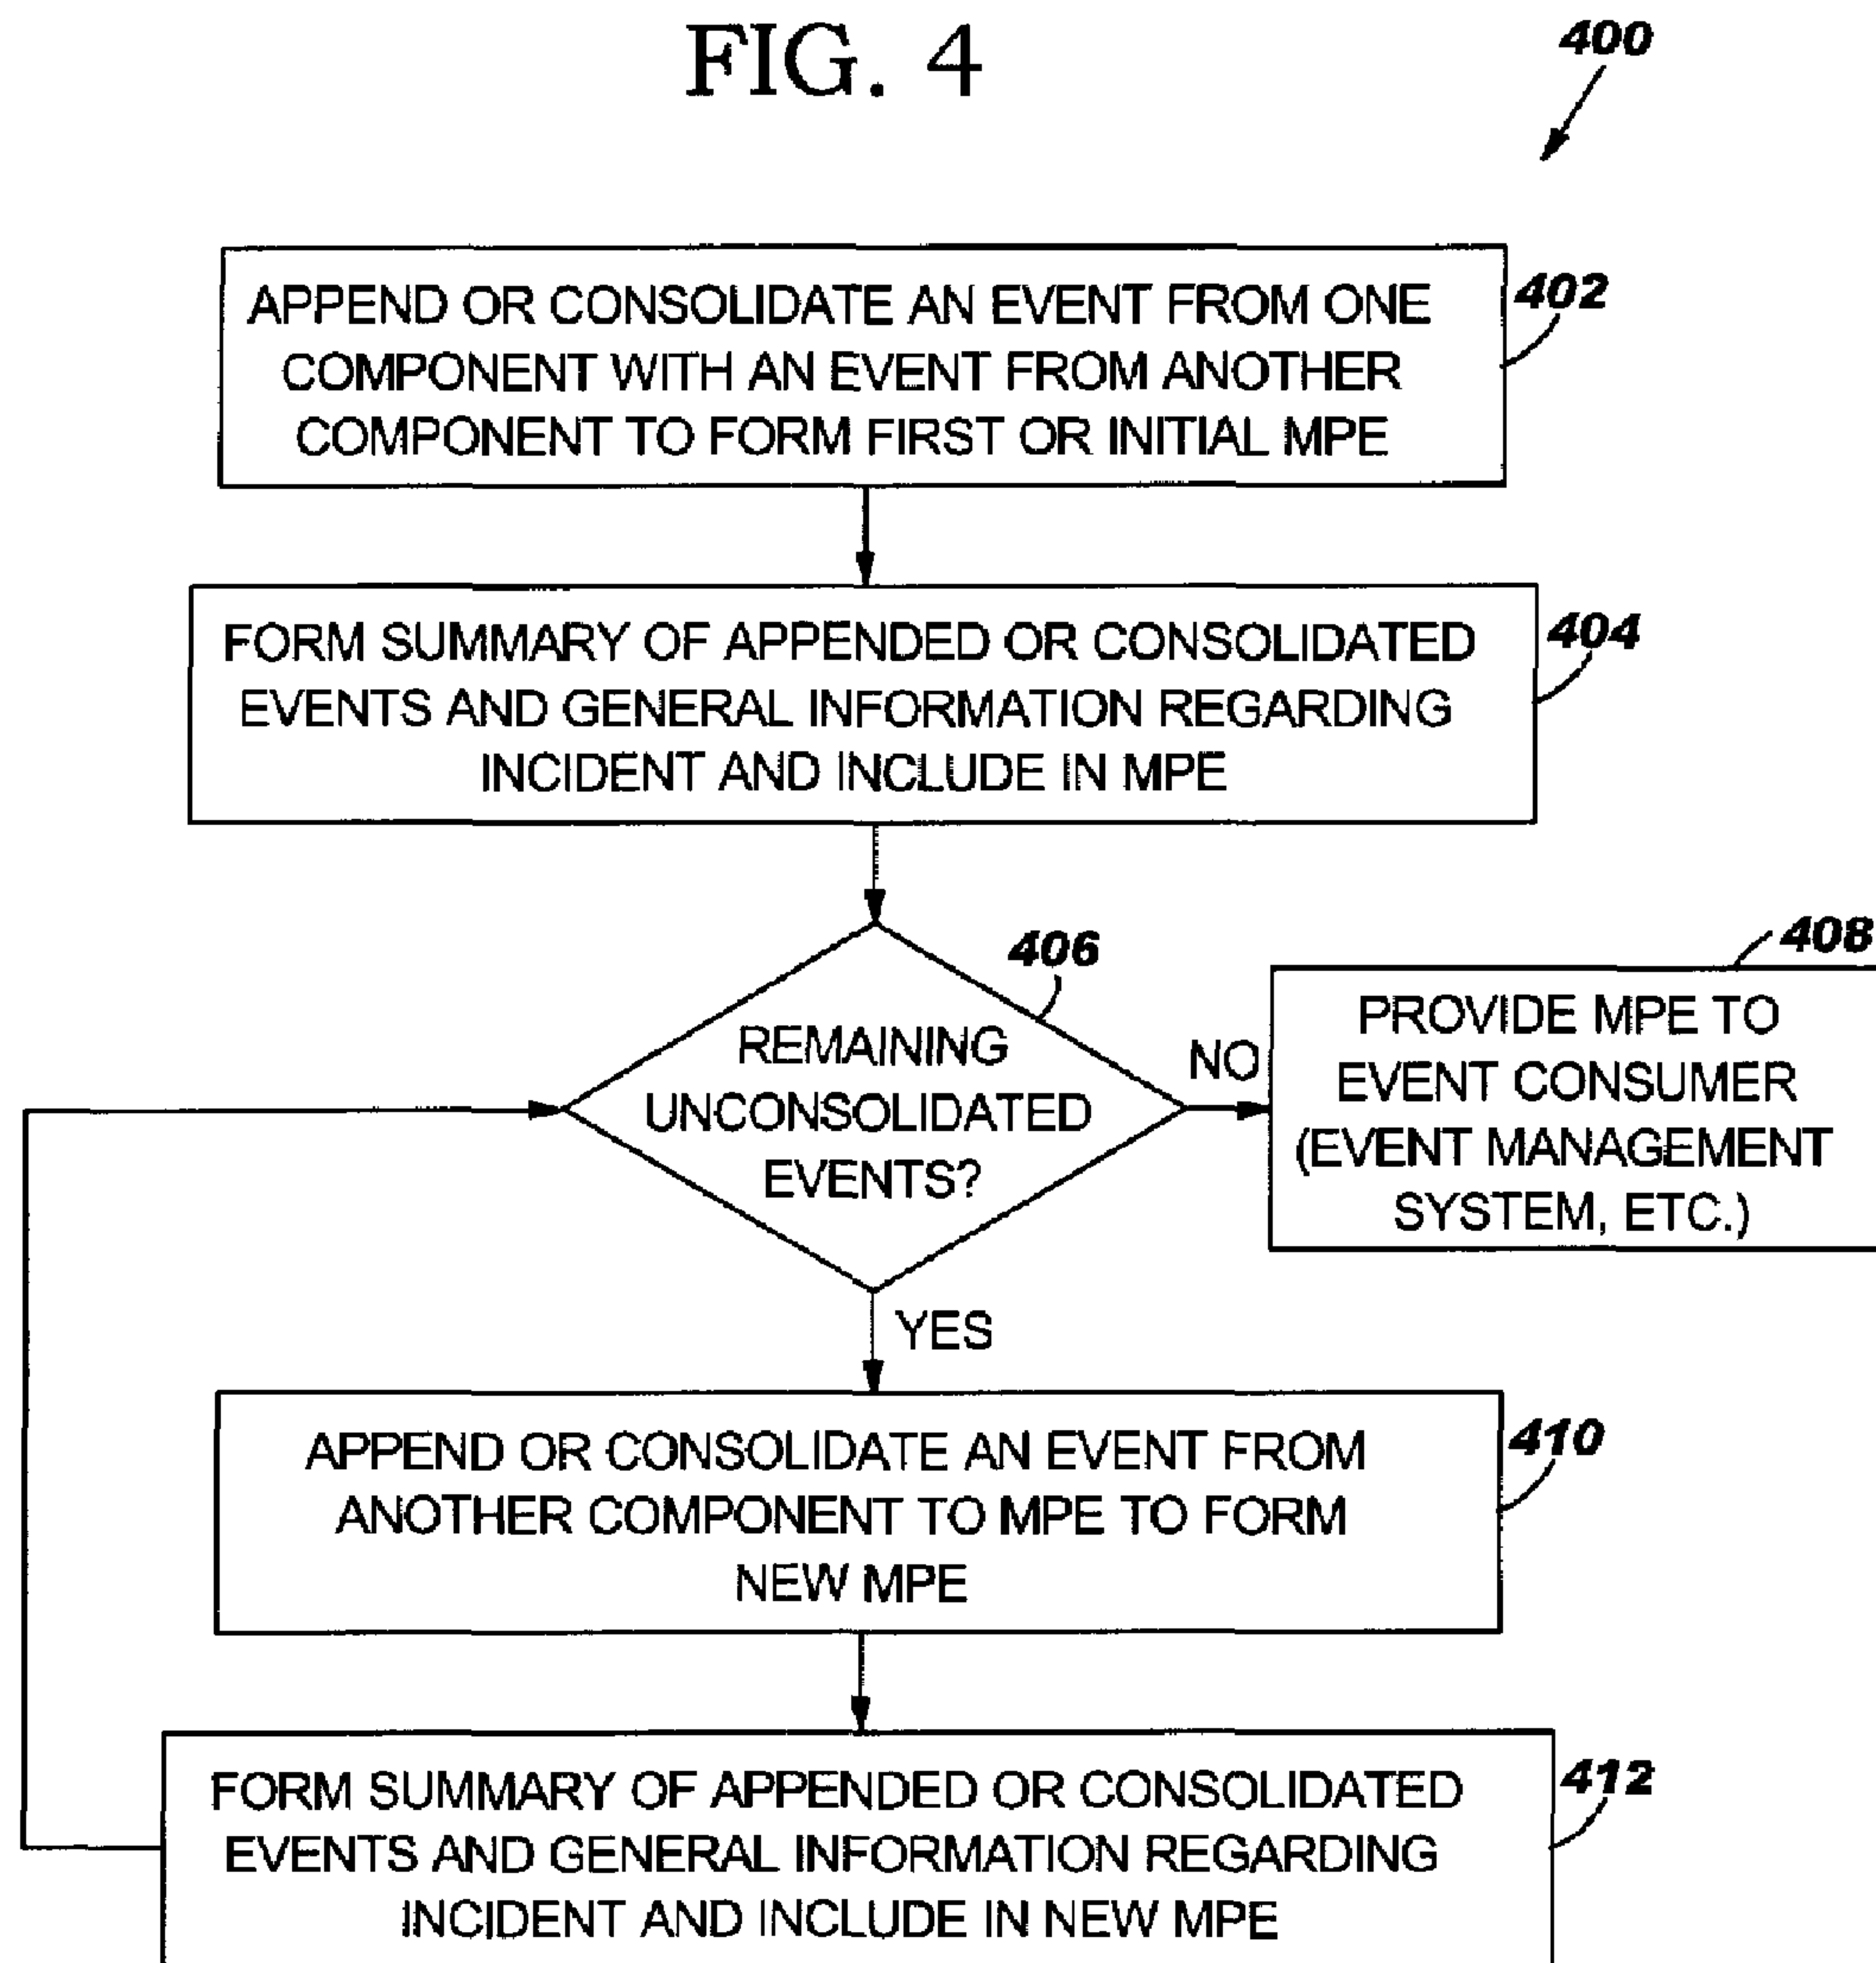 FIG. 4
400
APPEND OR CONSOLIDATE AN EVENT FROM ONE
COMPONENT WITH AN EVENT FROM ANOTHER
COMPONENT TO FORM FIRST OR INITIAL MPE
402
FORM SUMMARY OF APPENDED OR CONSOLIDATED
EVENTS AND GENERAL INFORMATION REGARDING
INCIDENT AND INCLUDE IN MPE
404
REMAINING
UNCONSOLIDATED
EVENTS?
406
NO
PROVIDE MPE TO
EVENT CONSUMER
(EVENT MANAGEMENT
SYSTEM, ETC.)
408
YES
APPEND OR CONSOLIDATE AN EVENT FROM
ANOTHER COMPONENT TO MPE TO FORM
NEW MPE
410
FORM SUMMARY OF APPENDED OR CONSOLIDATED
EVENTS AND GENERAL INFORMATION REGARDING
INCIDENT AND INCLUDE IN NEW MPE
412